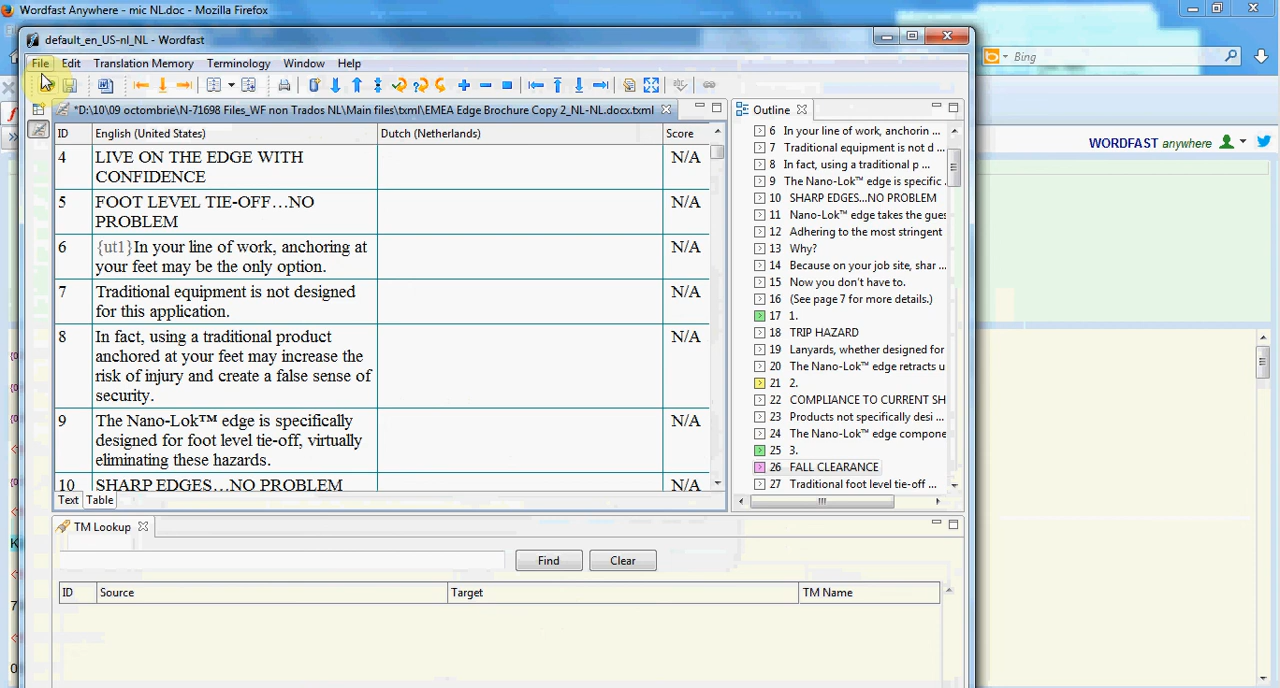 Wordfast Anywhere - mic NL.doc - Mozilla Firefox
default_en_US-nl_NL - Wordfast
Bing
File Edit Translation Memory Terminology Window Help
*D:\10\09 octombrie\N-71698 Files_WF non Trados NL\Main files\txml\EMEA Edge Brochure Copy 2_NL-NL.docx.txml
Outline
WORDFAST anywhere
ID English (United States) Dutch (Netherlands) Score
4 LIVE ON THE EDGE WITH CONFIDENCE N/A
5 FOOT LEVEL TIE-OFF…NO PROBLEM N/A
6 {ut1}In your line of work, anchoring at your feet may be the only option. N/A
7 Traditional equipment is not designed for this application. N/A
8 In fact, using a traditional product anchored at your feet may increase the risk of injury and create a false sense of security. N/A
9 The Nano-Lok™ edge is specifically designed for foot level tie-off, virtually eliminating these hazards. N/A
10 SHARP EDGES…NO PROBLEM N/A
Text Table
6 In your line of work, anchorin ...
7 Traditional equipment is not d ...
8 In fact, using a traditional p ...
9 The Nano-Lok™ edge is specific
10 SHARP EDGES...NO PROBLEM
11 Nano-Lok™ edge takes the gues
12 Adhering to the most stringent
13 Why?
14 Because on your job site, shar ...
15 Now you don't have to.
16 (See page 7 for more details.)
17 1.
18 TRIP HAZARD
19 Lanyards, whether designed for
20 The Nano-Lok™ edge retracts u
21 2.
22 COMPLIANCE TO CURRENT SH
23 Products not specifically desi ...
24 The Nano-Lok™ edge compone
25 3.
26 FALL CLEARANCE
27 Traditional foot level tie-off ...
TM Lookup
Find Clear
ID Source Target TM Name